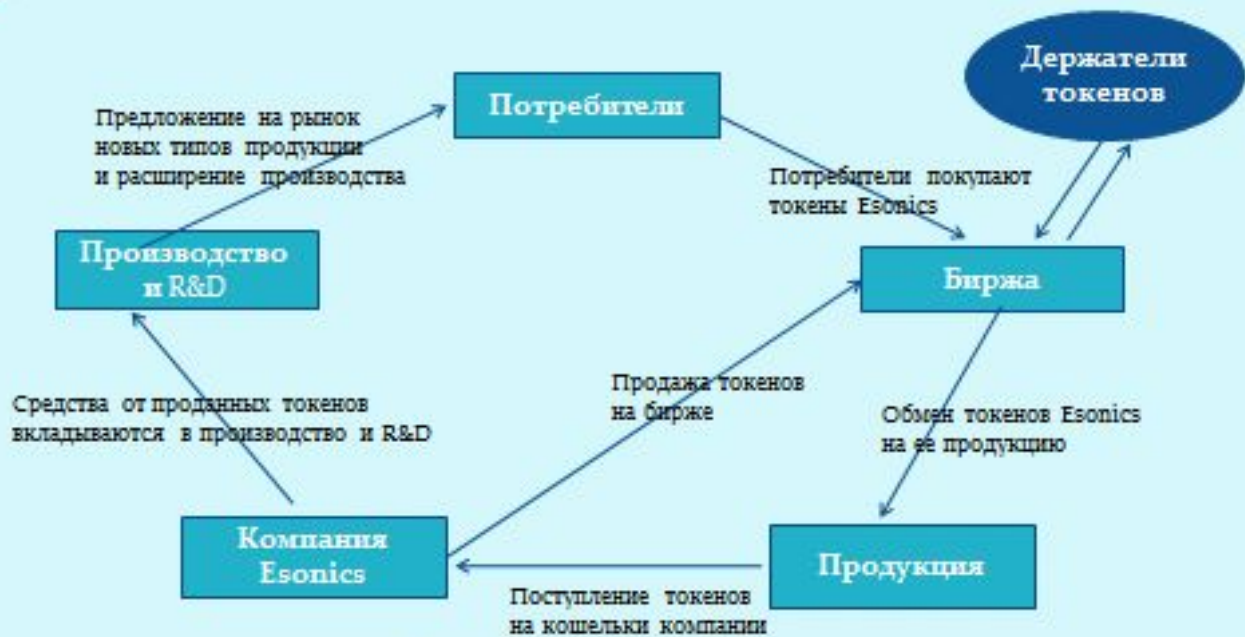 Держатели
токенов
Потребители
Предложение на рынок
новых типов продукции
и расширение производства
Потребители покупают
токены Esonics
Производство
и R&D
Биржа
Продажа токенов
на бирже
Средства от проданных токенов
вкладываются в производство и R&D
Обмен токенов Esonics
на ее продукцию
Компания
Esonics
Продукция
Поступление токенов
на кошельки компании